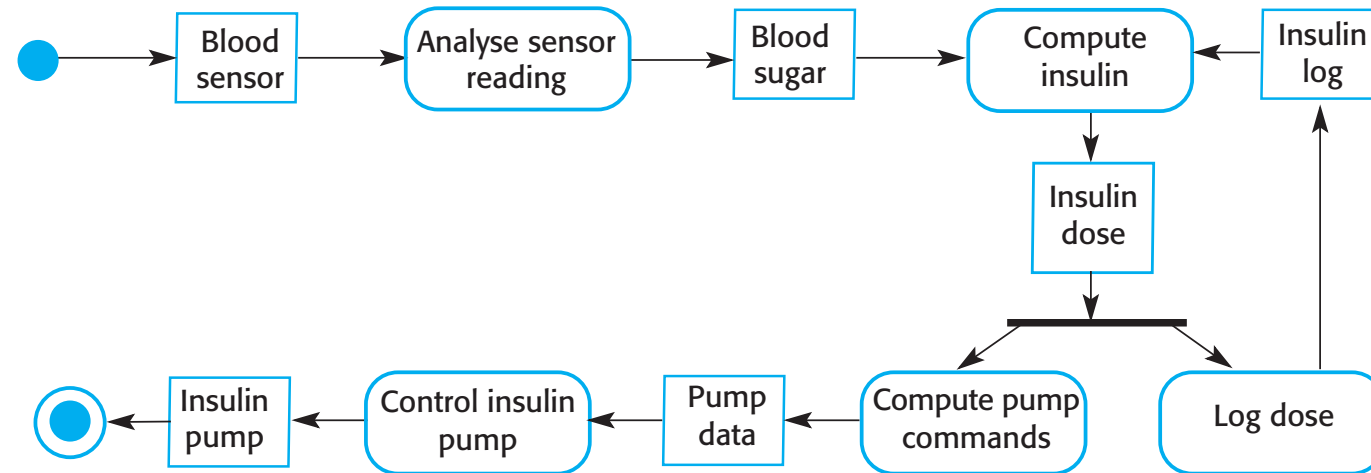 Blood
sensor
Analyse sensor
reading
Blood
sugar
Compute
insulin
Insulin
log
Insulin
dose
Insulin
pump
Control insulin
pump
Pump
data
Compute pump
commands
Log dose